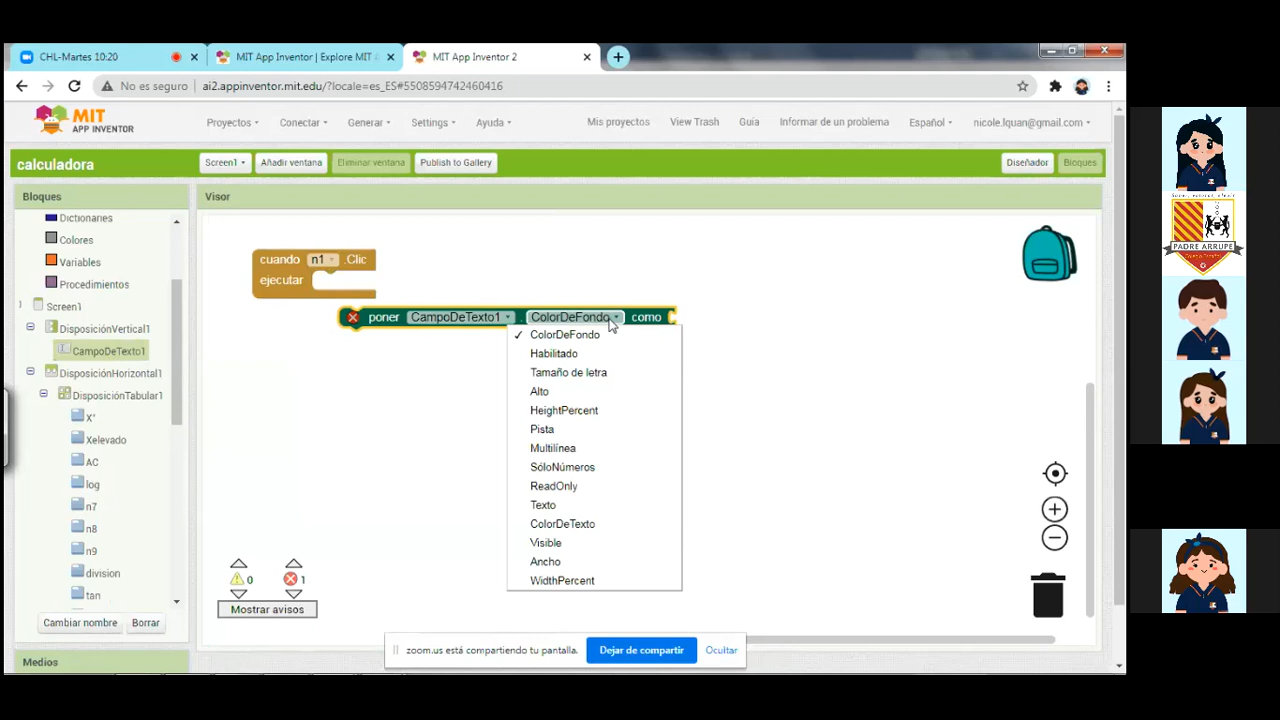 CHL-Martes 10:20
MIT App Inventor | Explore MIT A
MIT App Inventor 2
No es seguro
ai2.appinventor.mit.edu/?locale=es_ES#5508594742460416
MIT
APP INVENTOR
Proyectos
Conectar
Generar
Settings
Ayuda
Mis proyectos
View Trash
Guía
Informar de un problema
Español
nicole.lquan@gmail.com
calculadora
Screen1
Añadir ventana
Eliminar ventana
Publish to Gallery
Diseñador
Bloques
Bloques
Visor
Dictionaries
Colores
Variables
Procedimientos
Screen1
DisposiciónVertical1
CampoDeTexto1
DisposiciónHorizontal1
DisposiciónTabular1
Xelevado
AC
log
n7
n8
n9
division
tan
Cambiar nombre
Borrar
Medios
cuando n1 .Clic
ejecutar
poner CampoDeTexto1 . ColorDeFondo como
ColorDeFondo
Habilitado
Tamaño de letra
Alto
HeightPercent
Pista
Multilínea
SóloNúmeros
ReadOnly
Texto
ColorDeTexto
Visible
Ancho
WidthPercent
0
1
Mostrar avisos
zoom.us está compartiendo tu pantalla.
Dejar de compartir
Ocultar
PADRE ARRUPE